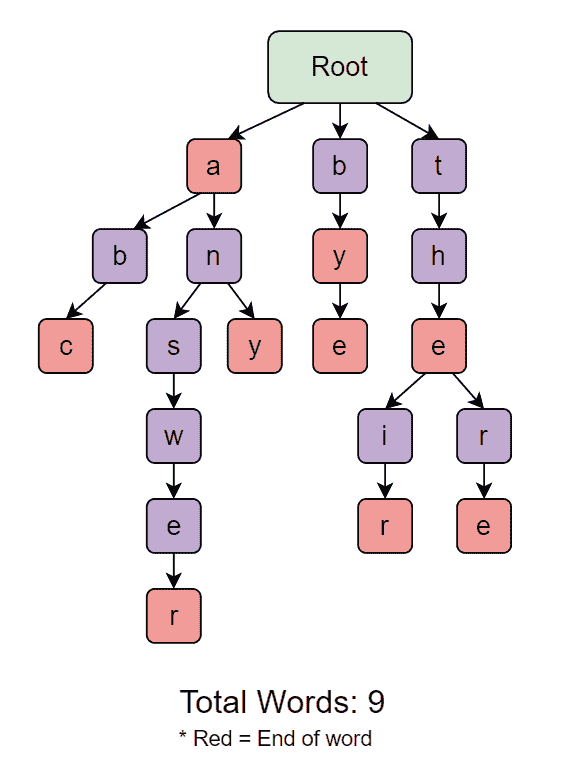 Root
a b t
b n y h
c s y e e
w i r
e r e
r
Total Words: 9
* Red = End of word